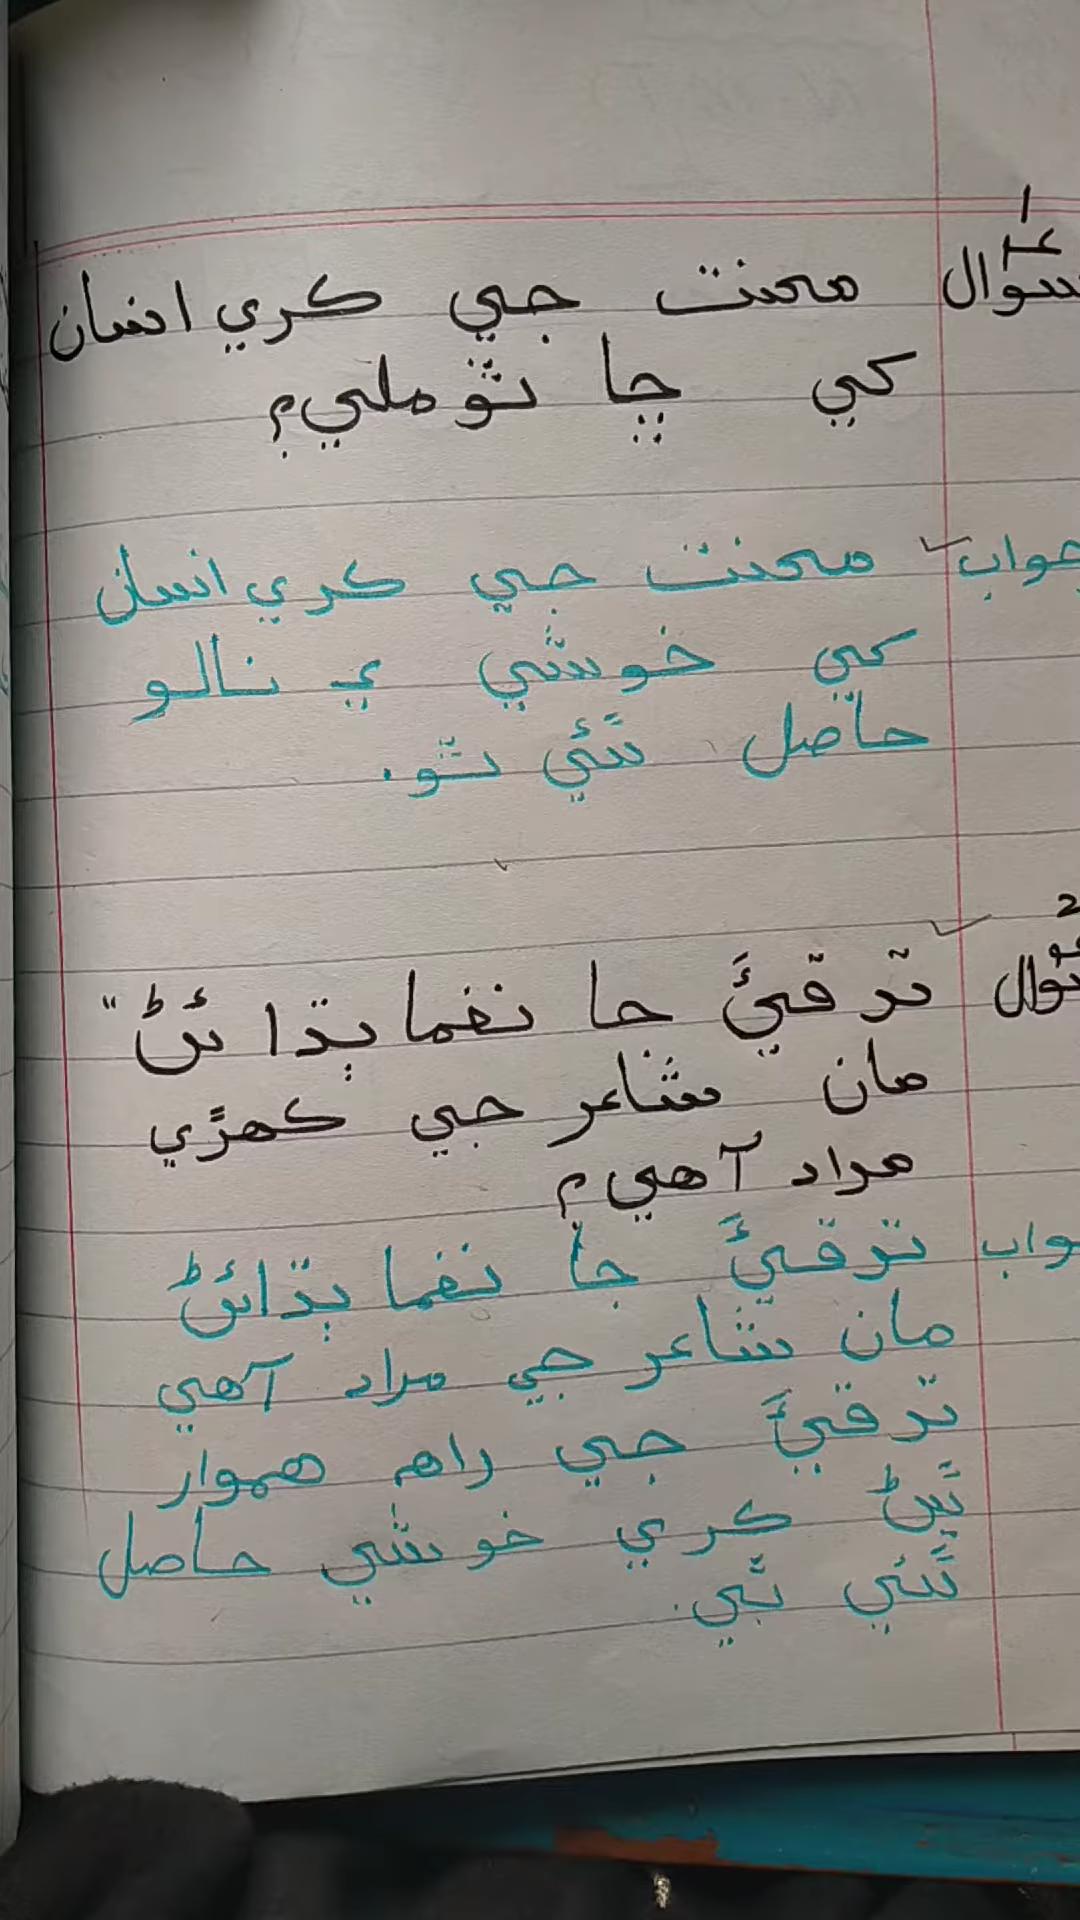 سوال 1 محنت جي ڪري انسان
کي ڇا ٿو ملي؟
جواب محنت جي ڪري انسان
کي خوشي ۽ نالو
حاصل ٿئي ٿو.
سوال 2 ترقيءَ جا نغما ٻڌائڻ"
مان شاعر جي ڪهڙي
مراد آهي؟
جواب ترقيءَ جا نغما ٻڌائڻ
مان شاعر جي مراد آهي
ترقيءَ جي راهه هموار
ٿيڻ ڪري خوشي حاصل
ٿئي ٿي.